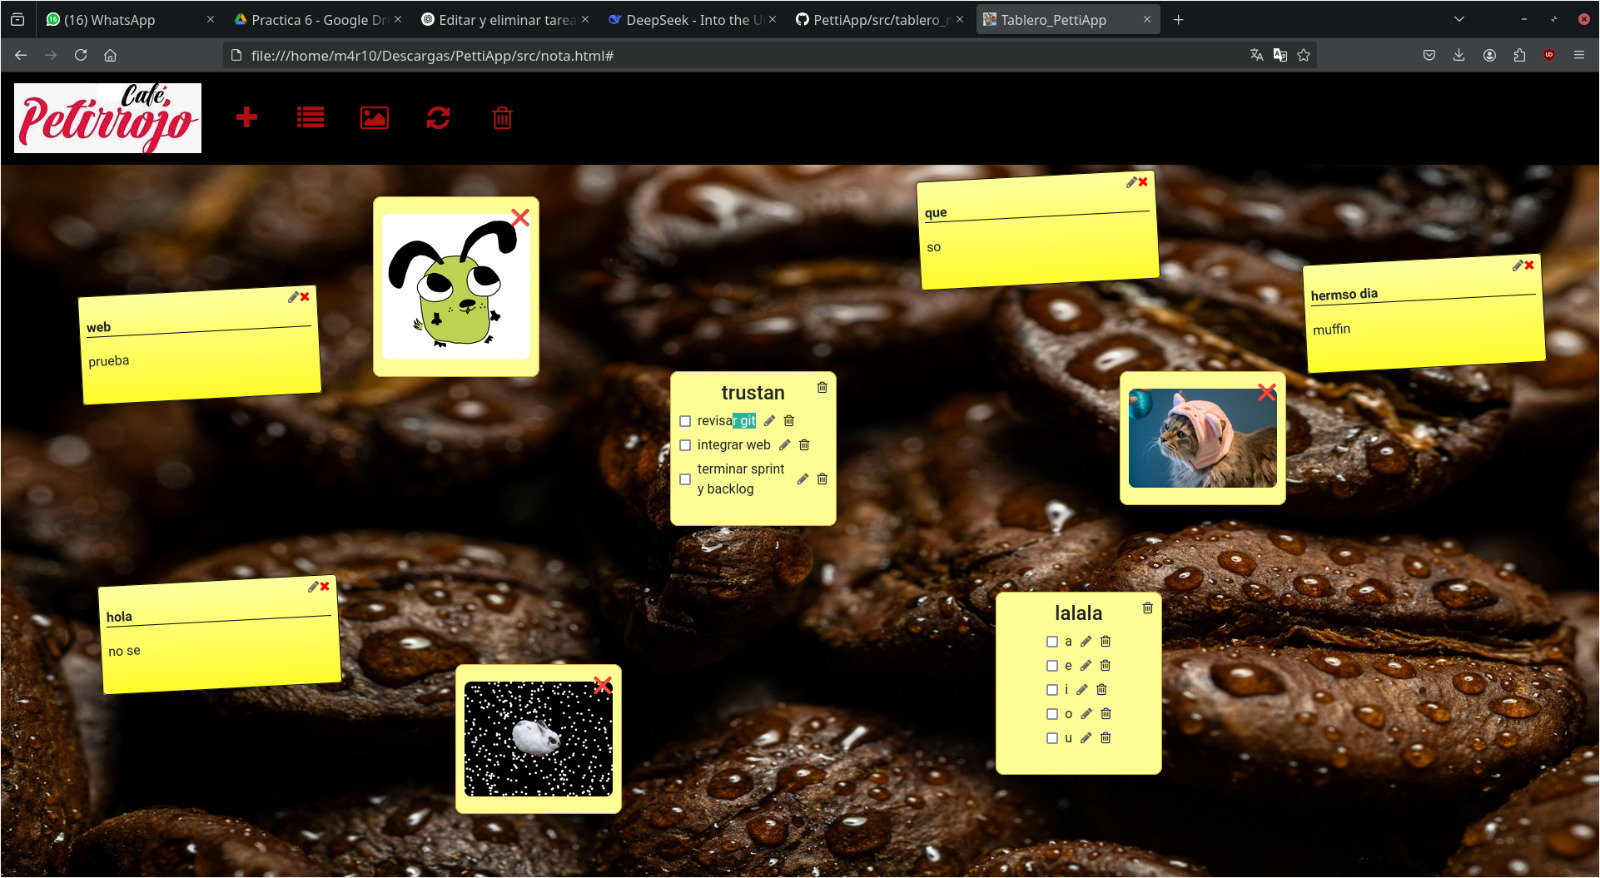 (16) WhatsApp
Practica 6 - Google Dri
Editar y eliminar tarea
DeepSeek - Into the U
PettiApp/src/tablero_n
Tablero_PettiApp
file:///home/m4r10/Descargas/PettiApp/src/nota.html#
Café
Petirrojo
que
so
hermso dia
muffin
web
prueba
trustan
revisar git
integrar web
terminar sprint
y backlog
hola
no se
lalala
a
e
i
o
u